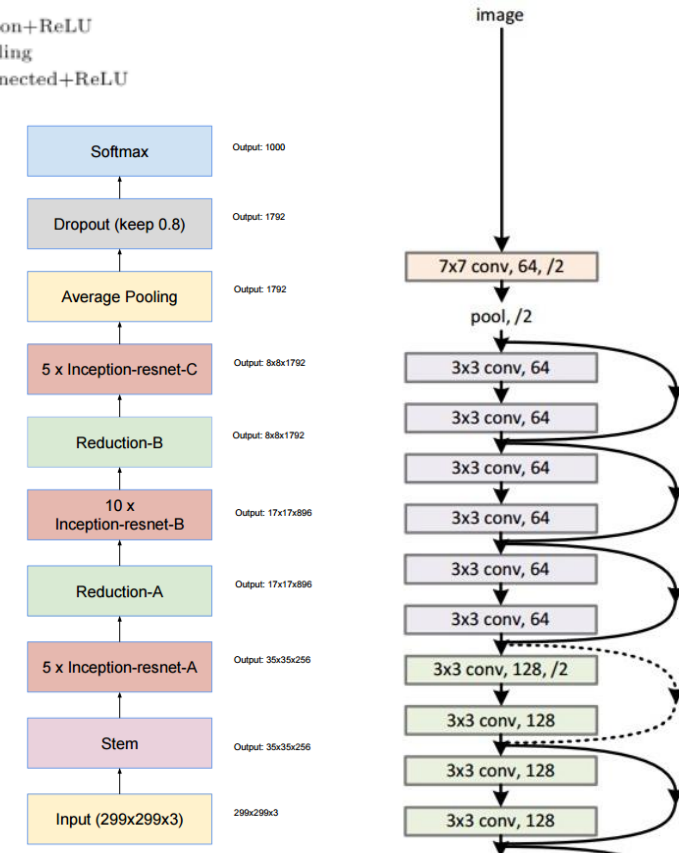 on+ReLU
ling
nected+ReLU
Softmax
Output: 1000
Dropout (keep 0.8)
Output: 1792
Average Pooling
Output: 1792
5 x Inception-resnet-C
Output: 8x8x1792
Reduction-B
Output: 8x8x1792
10 x
Inception-resnet-B
Output: 17x17x896
Reduction-A
Output: 17x17x896
5 x Inception-resnet-A
Output: 35x35x256
Stem
Output: 35x35x256
Input (299x299x3)
299x299x3
image
7x7 conv, 64, /2
pool, /2
3x3 conv, 64
3x3 conv, 64
3x3 conv, 64
3x3 conv, 64
3x3 conv, 64
3x3 conv, 64
3x3 conv, 128, /2
3x3 conv, 128
3x3 conv, 128
3x3 conv, 128